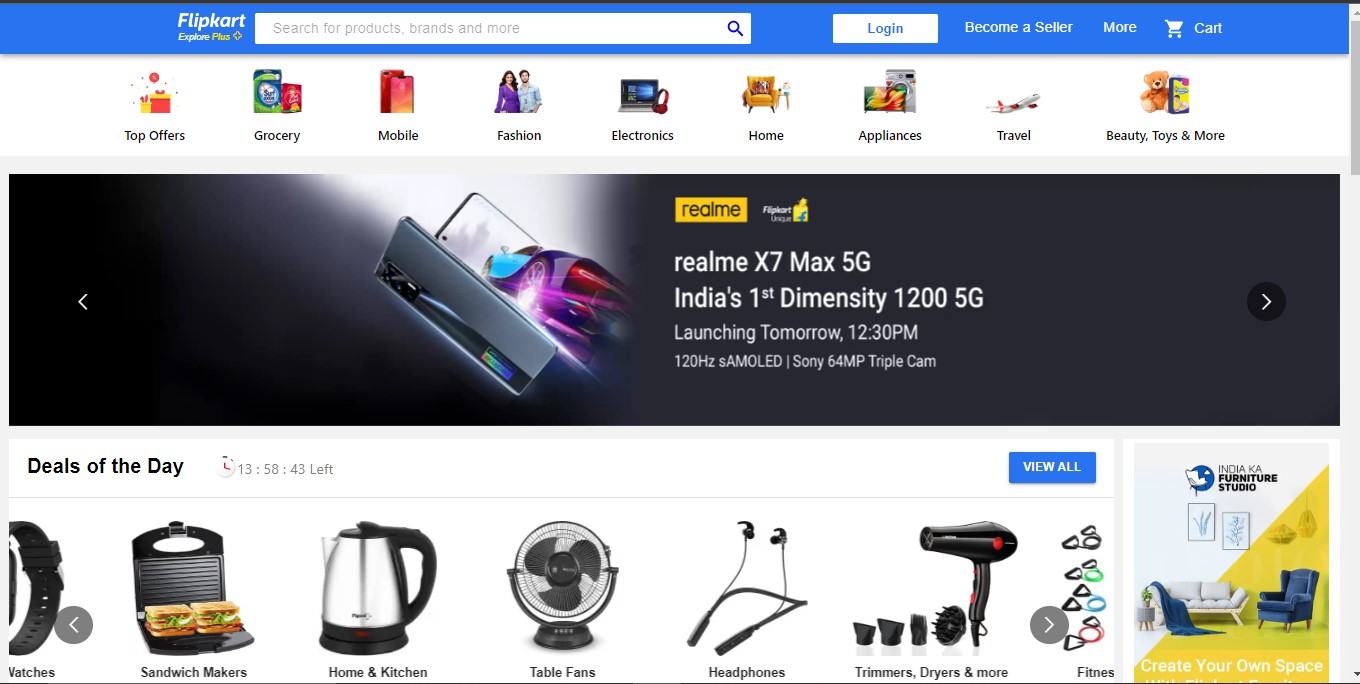 Flipkart
Explore Plus
Search for products, brands and more
Login
Become a Seller
More
Cart
Top Offers
Grocery
Mobile
Fashion
Electronics
Home
Appliances
Travel
Beauty, Toys & More
realme
Flipkart
Unique
realme X7 Max 5G
India's 1st Dimensity 1200 5G
Launching Tomorrow, 12:30PM
120Hz sAMOLED | Sony 64MP Triple Cam
Deals of the Day
13 : 58 : 43 Left
VIEW ALL
INDIA KA
FURNITURE
STUDIO
Watches
Sandwich Makers
Home & Kitchen
Table Fans
Headphones
Trimmers, Dryers & more
Fitnes
Create Your Own Space